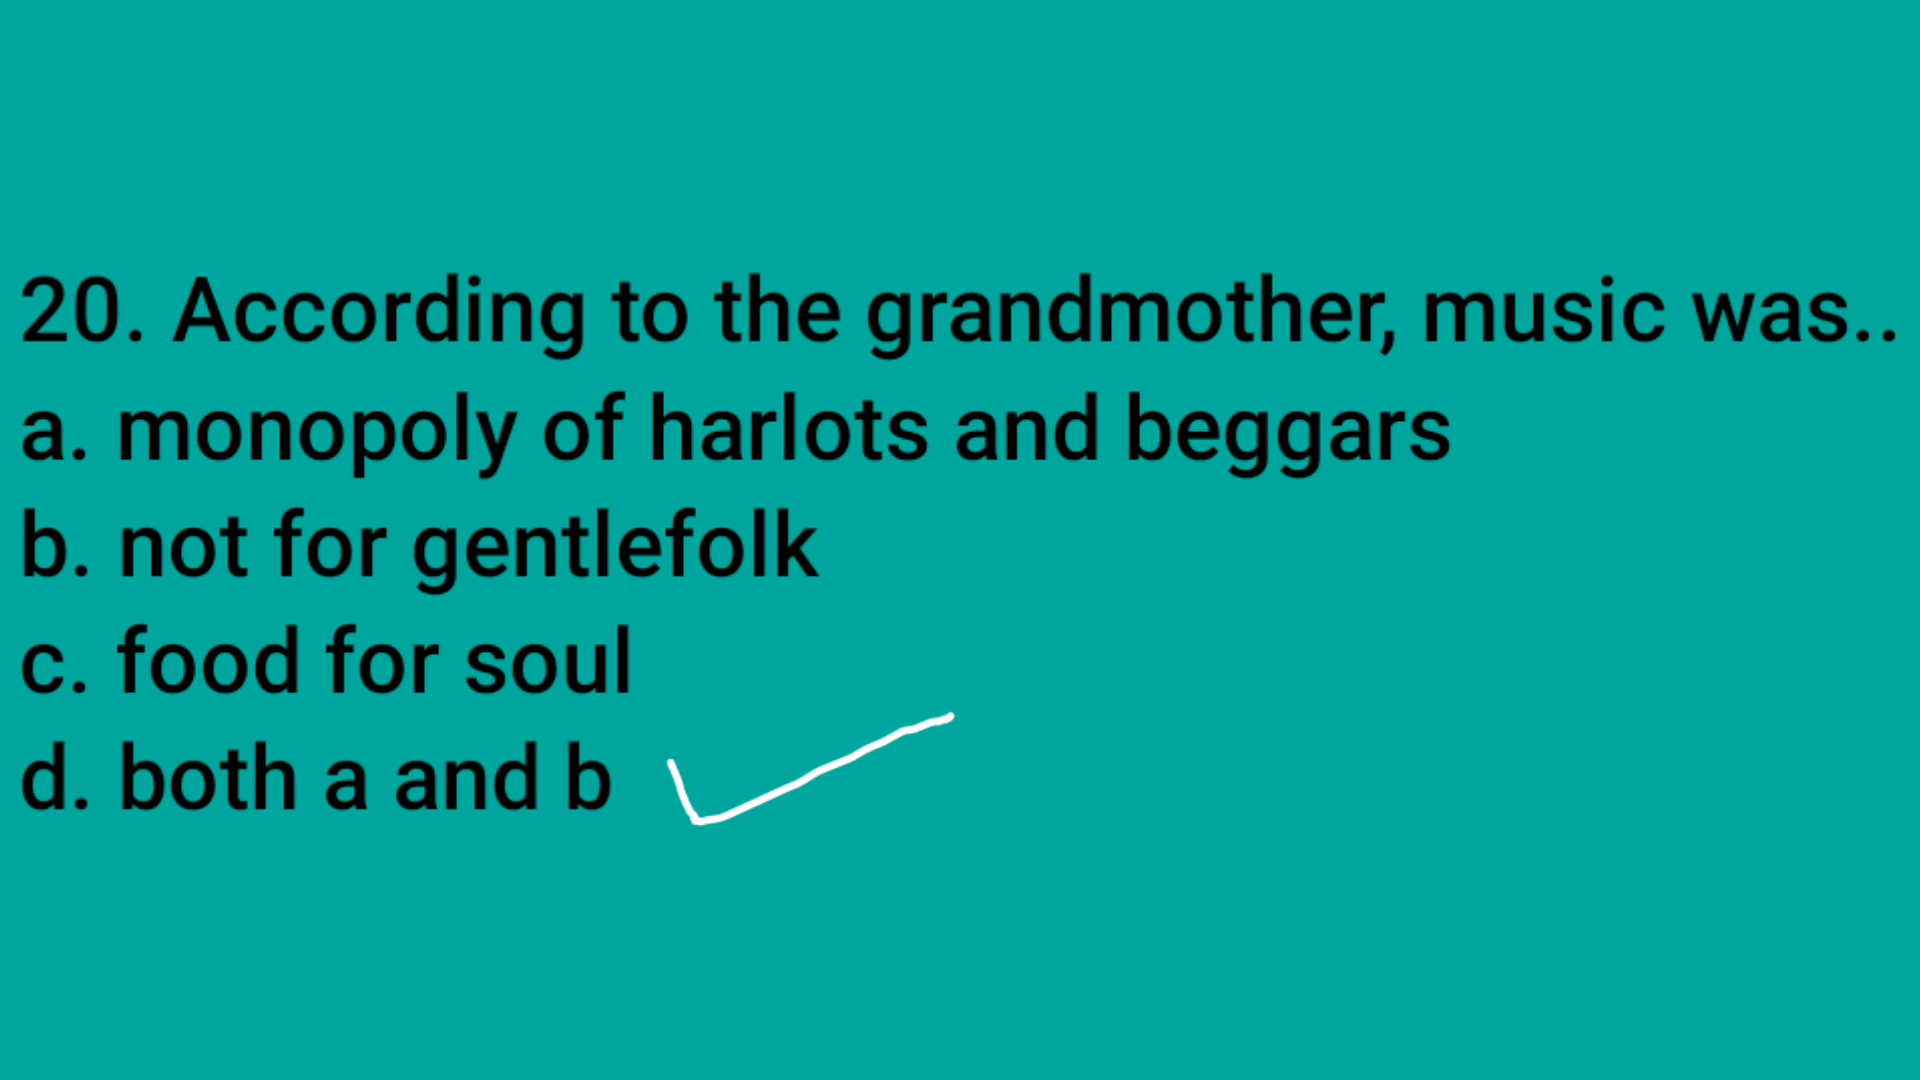 20. According to the grandmother, music was..
a. monopoly of harlots and beggars
b. not for gentlefolk
c. food for soul
d. both a and b